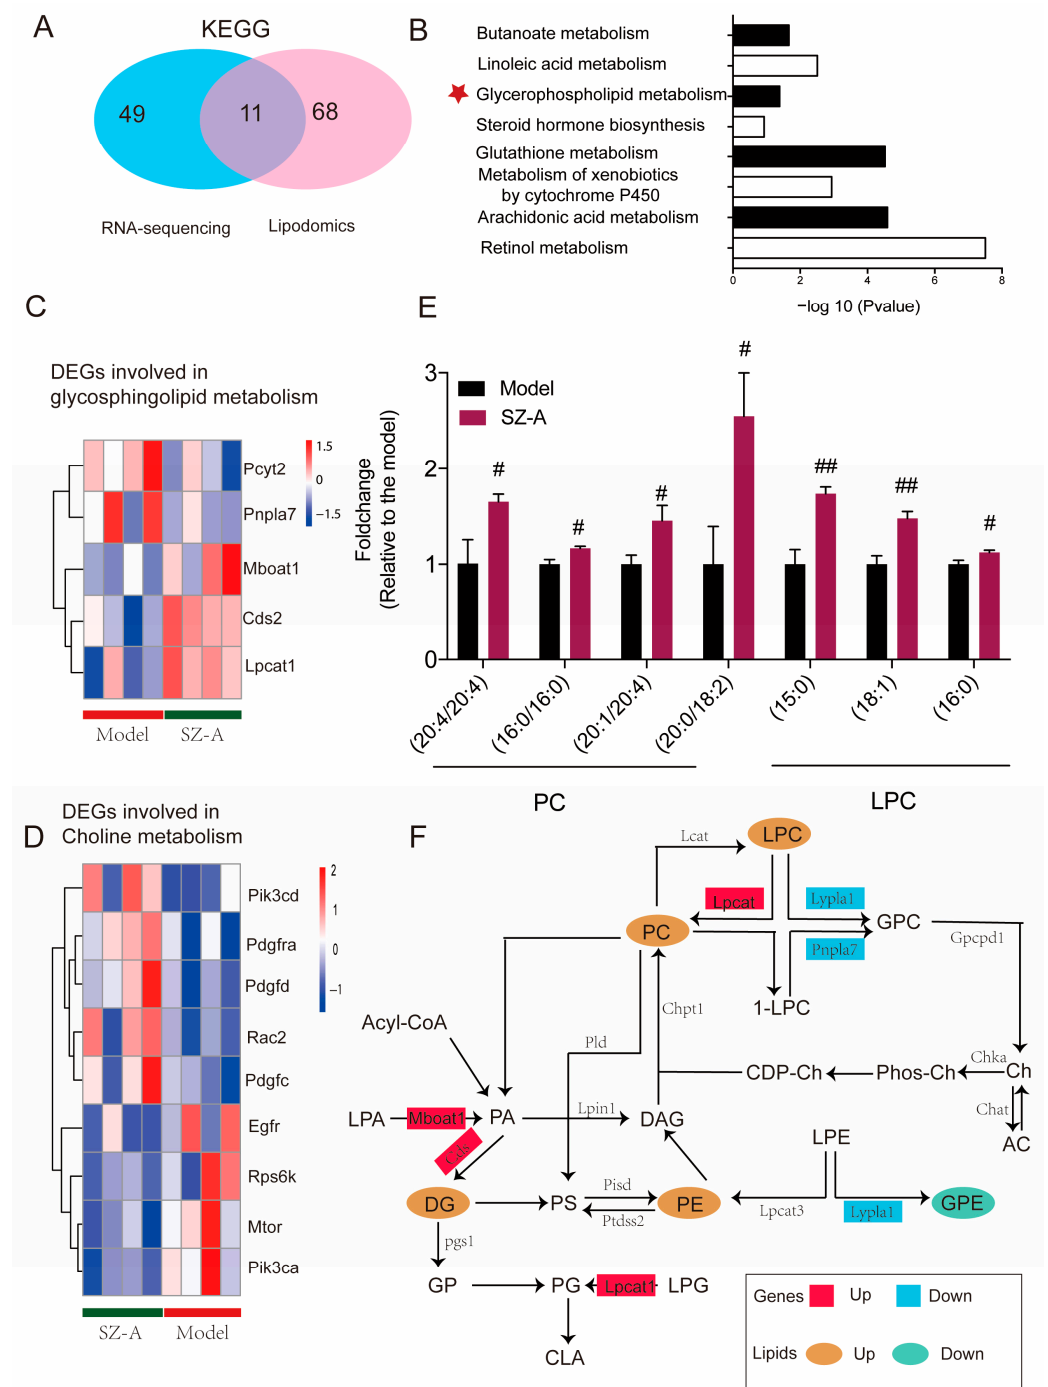 A
KEGG
49
11
68
RNA-sequencing
Lipodomics
B
Butanoate metabolism
Linoleic acid metabolism
Glycerophospholipid metabolism
Steroid hormone biosynthesis
Glutathione metabolism
Metabolism of xenobiotics
by cytochrome P450
Arachidonic acid metabolism
Retinol metabolism
0
2
4
6
8
−log 10 (Pvalue)
C
DEGs involved in
glycosphingolipid metabolism
1.5
0
−1.5
Pcyt2
Pnpla7
Mboat1
Cds2
Lpcat1
Model
SZ-A
E
Foldchange
(Relative to the model)
3
2
1
0
Model
SZ-A
#
#
#
#
##
##
#
(20:4/20:4)
(16:0/16:0)
(20:1/20:4)
(20:0/18:2)
(15:0)
(18:1)
(16:0)
PC
LPC
D
DEGs involved in
Choline metabolism
2
1
0
−1
Pik3cd
Pdgfra
Pdgfd
Rac2
Pdgfc
Egfr
Rps6k
Mtor
Pik3ca
SZ-A
Model
F
Lcat
LPC
Lpcat
Lypla1
PC
GPC
Pnpla7
Gpcpd1
1-LPC
Chpt1
Acyl-CoA
Pld
CDP-Ch
Phos-Ch
Chka
Ch
Chat
AC
LPA
Mboat1
PA
Lpin1
DAG
Cds
LPE
DG
PS
Pisd
Ptdss2
PE
Lpcat3
Lypla1
GPE
pgs1
GP
PG
Lpcat1
LPG
CLA
Genes
Up
Down
Lipids
Up
Down